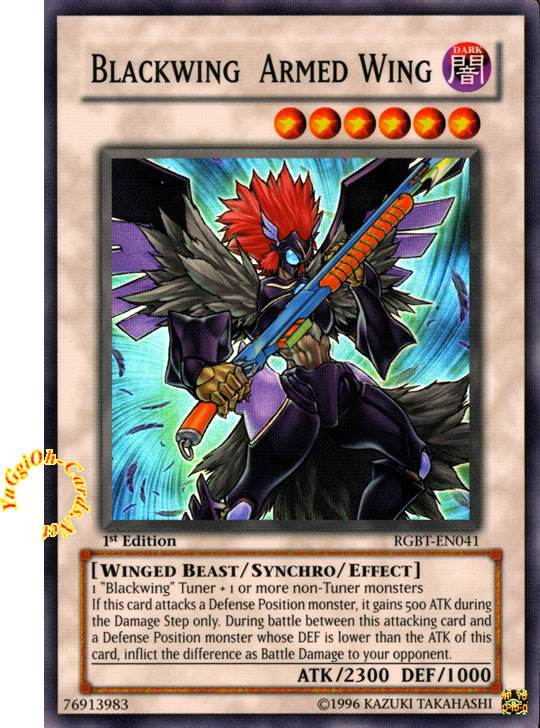 Blackwing Armed Wing
DARK
闇
1st Edition
RGBT-EN041
YuGgiOh-Cards.Net
[Winged Beast/Synchro/Effect]
1 "Blackwing" Tuner + 1 or more non-Tuner monsters
If this card attacks a Defense Position monster, it gains 500 ATK during
the Damage Step only. During battle between this attacking card and
a Defense Position monster whose DEF is lower than the ATK of this
card, inflict the difference as Battle Damage to your opponent.
ATK/2300 DEF/1000
76913983
©1996 KAZUKI TAKAHASHI